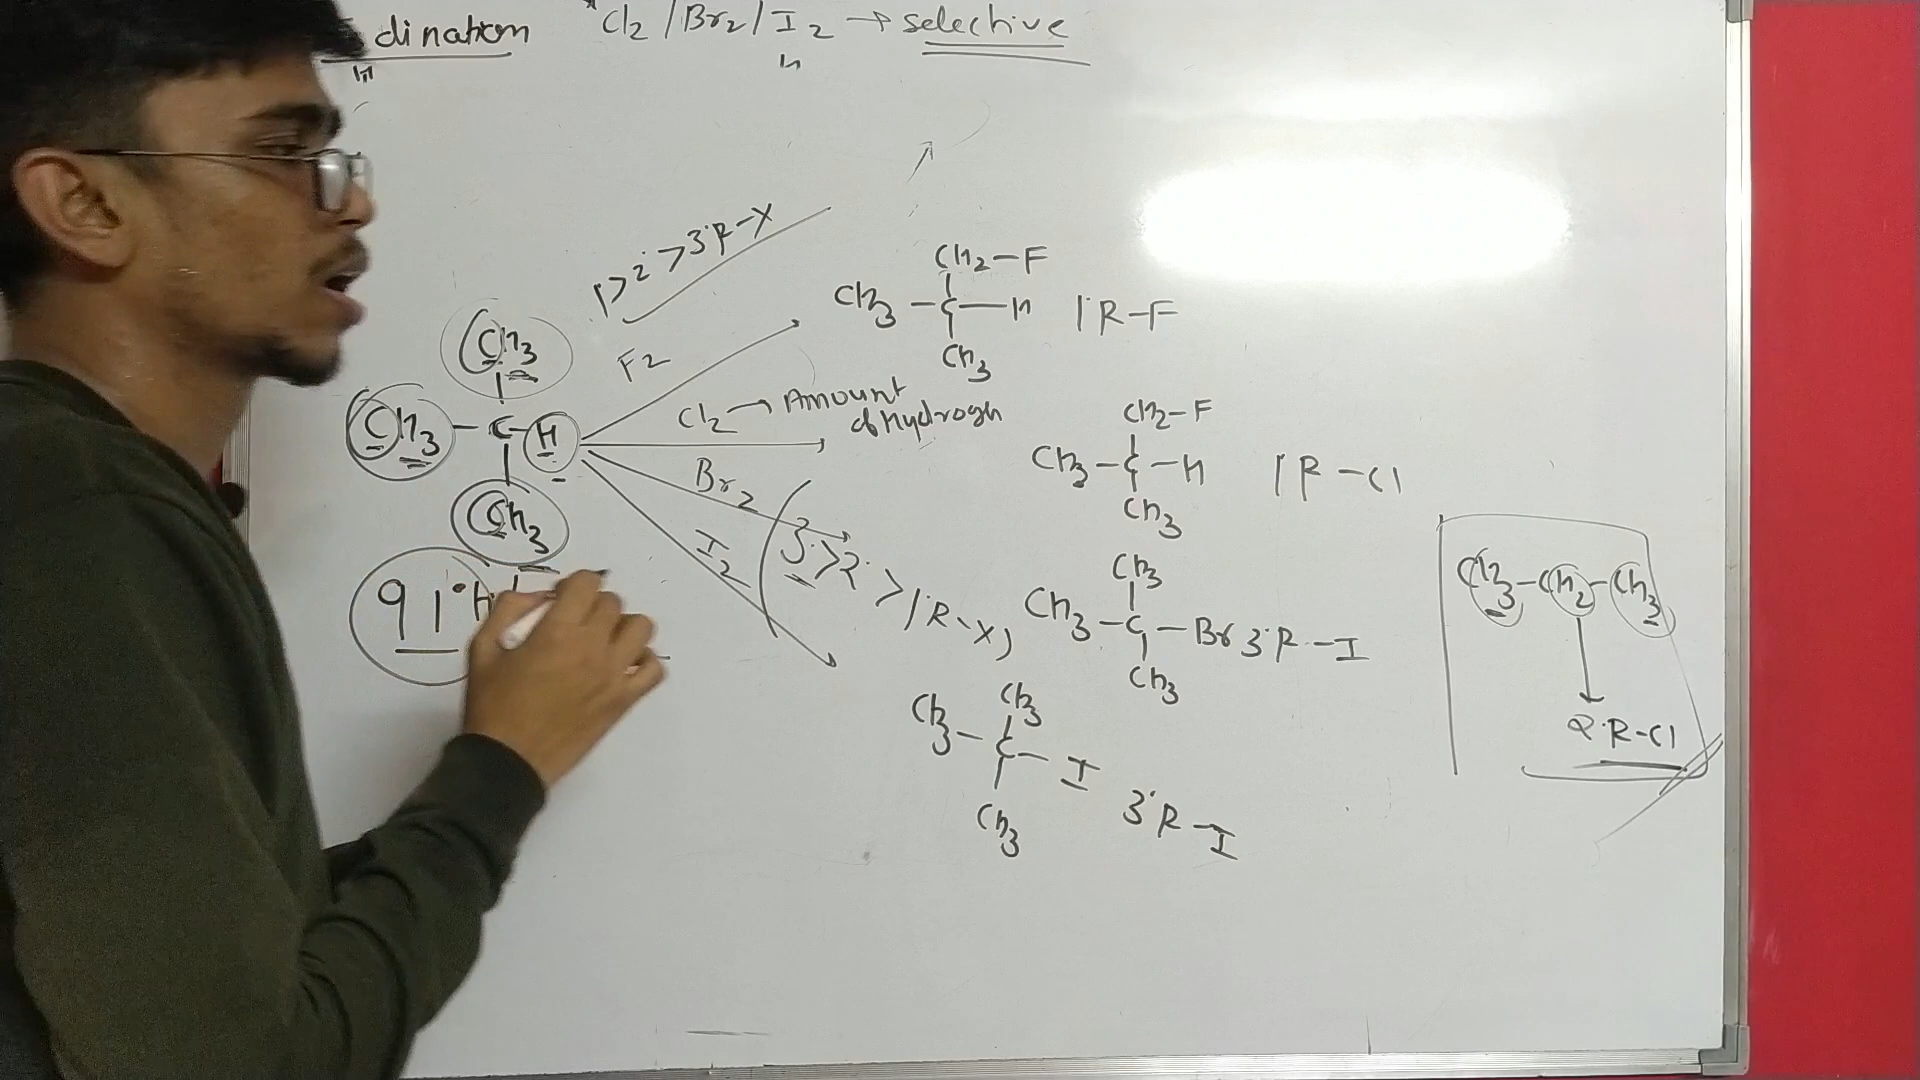 dination *Cl2 / Br2 / I2 → selective
1>2°>3°R-X
F2
CH2-F
CH3 -C-H 1°R-F
CH3
CH3
CH3 - C - H
CH3
Cl2 → Amount
of Hydrogen
Br2
I2
CH2-F
CH3-C-H 1 R-Cl
CH3
(3°>2°>1°R-X)
CH3
CH3-C-Br 3°R-I
CH3
CH3
CH3-C-I 3°R-I
CH3
CH3-CH2-CH3
2°R-Cl
9 1° H